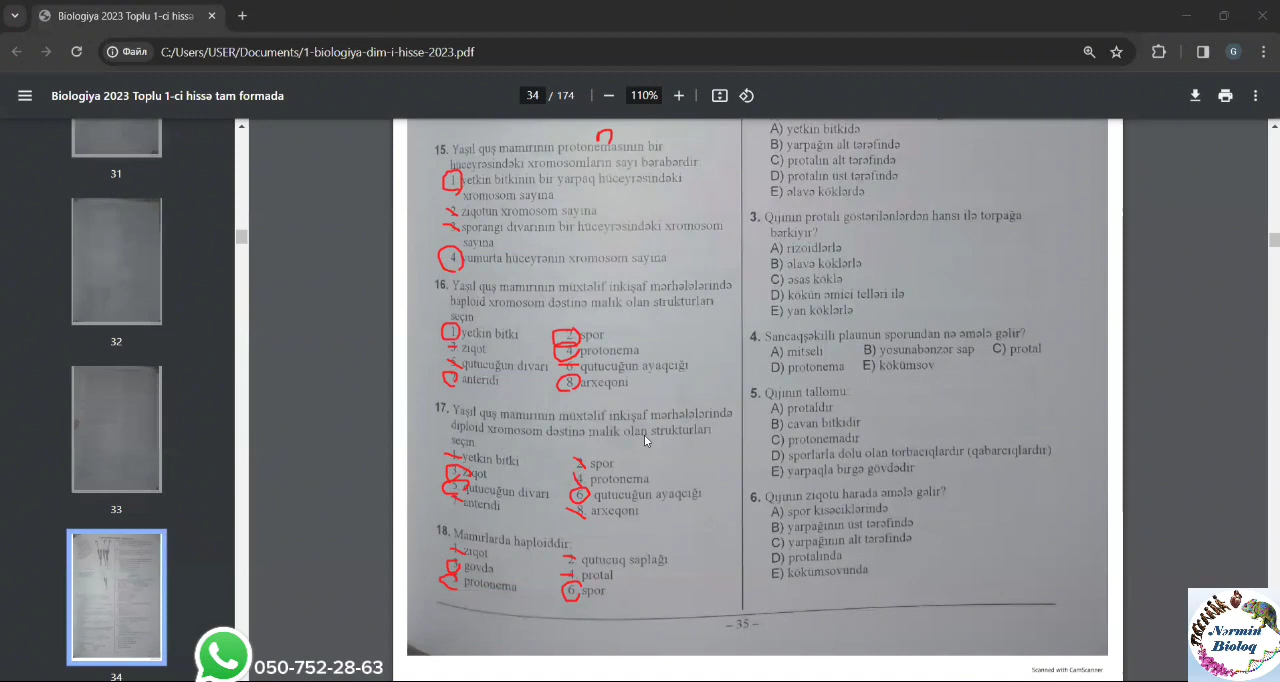 Biologiya 2023 Toplu 1-ci hissə
Файл
C:/Users/USER/Documents/1-biologiya-dim-i-hisse-2023.pdf
G
Biologiya 2023 Toplu 1-ci hissə tam formada
34 / 174
110%
31
32
33
34
15. Yaşıl quş mamırının protonemasının bir
hüceyrəsindəki xromosomların sayı bərabərdir
1 yetkin bitkinin bir yarpaq hüceyrəsindəki
xromosom sayına
2 ziqotun xromosom sayına
3 sporangi divarının bir hüceyrəsindəki xromosom
sayına
4 yumurta hüceyrənin xromosom sayına
16. Yaşıl quş mamırının müxtəlif inkişaf mərhələlərində
haploid xromosom dəstinə malik olan strukturları
seçin
1 yetkin bitki 2 spor
3 ziqot 4 protonema
5 qutucuğun divarı 6 qutucuğun ayaqcığı
7 anteridi 8 arxeqoni
17. Yaşıl quş mamırının müxtəlif inkişaf mərhələlərində
diploid xromosom dəstinə malik olan strukturları
seçin
1 yetkin bitki 2 spor
3 ziqot 4 protonema
5 qutucuğun divarı 6 qutucuğun ayaqcığı
7 anteridi 8 arxeqoni
18. Mamırlarda haploiddir:
1 ziqot 2 qutucuq saplağı
3 gövdə 4 protal
5 protonema 6 spor
A) yetkin bitkidə
B) yarpağın alt tərəfində
C) protalın alt tərəfində
D) protalın üst tərəfində
E) əlavə köklərdə
3. Qıjının protalı göstərilənlərdən hansı ilə torpağa
bərkiyir?
A) rizoidlərlə
B) əlavə köklərlə
C) əsas köklə
D) kökün əmici telləri ilə
E) yan köklərlə
4. Sancaqşəkilli plaunun sporundan nə əmələ gəlir?
A) mitseli B) yosunabənzər sap C) protal
D) protonema E) kökümsov
5. Qıjının tallomu:
A) protaldır
B) cavan bitkidir
C) protonemadır
D) sporlarla dolu olan torbacıqlardır (qabarcıqlardır)
E) yarpaqla birgə gövdədir
6. Qıjının ziqotu harada əmələ gəlir?
A) spor kisəciklərində
B) yarpağının üst tərəfində
C) yarpağının alt tərəfində
D) protalında
E) kökümsovunda
- 35 -
Scanned with CamScanner
050-752-28-63
Nərmin
Bioloq